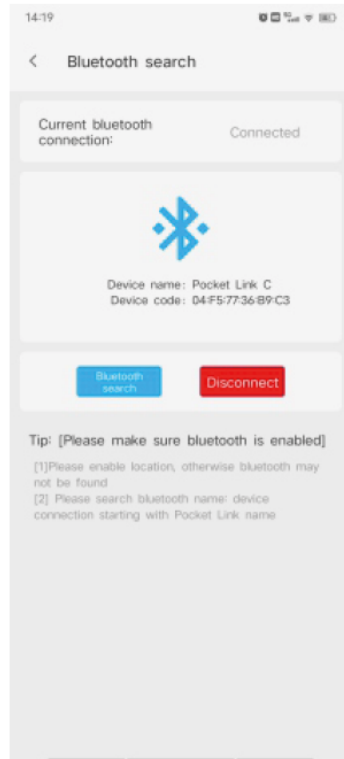 14:19
Bluetooth search
Current bluetooth
connection:
Connected
Device name: Pocket Link C
Device code: 04:F5:77:36:B9:C3
Bluetooth
search
Disconnect
Tip: [Please make sure bluetooth is enabled]
[1]Please enable location, otherwise bluetooth may
not be found
[2] Please search bluetooth name: device
connection starting with Pocket Link name